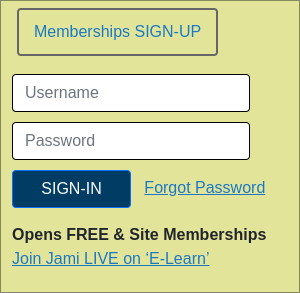 Memberships SIGN-UP
Username
Password
SIGN-IN Forgot Password
Opens FREE & Site Memberships
Join Jami LIVE on ‘E-Learn’